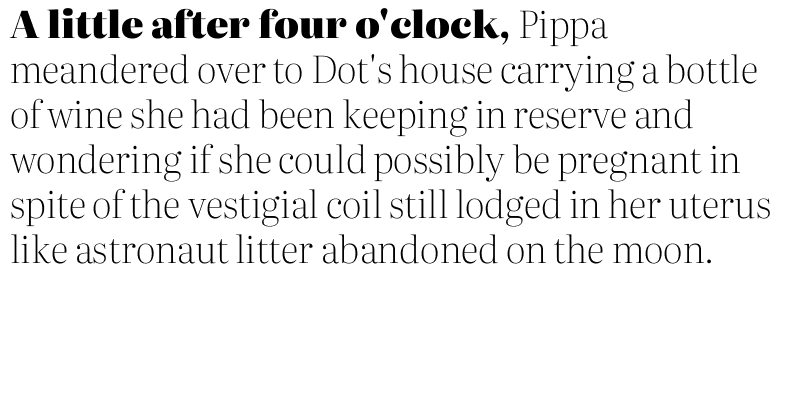 A little after four o'clock, Pippa
meandered over to Dot's house carrying a bottle
of wine she had been keeping in reserve and
wondering if she could possibly be pregnant in
spite of the vestigial coil still lodged in her uterus
like astronaut litter abandoned on the moon.